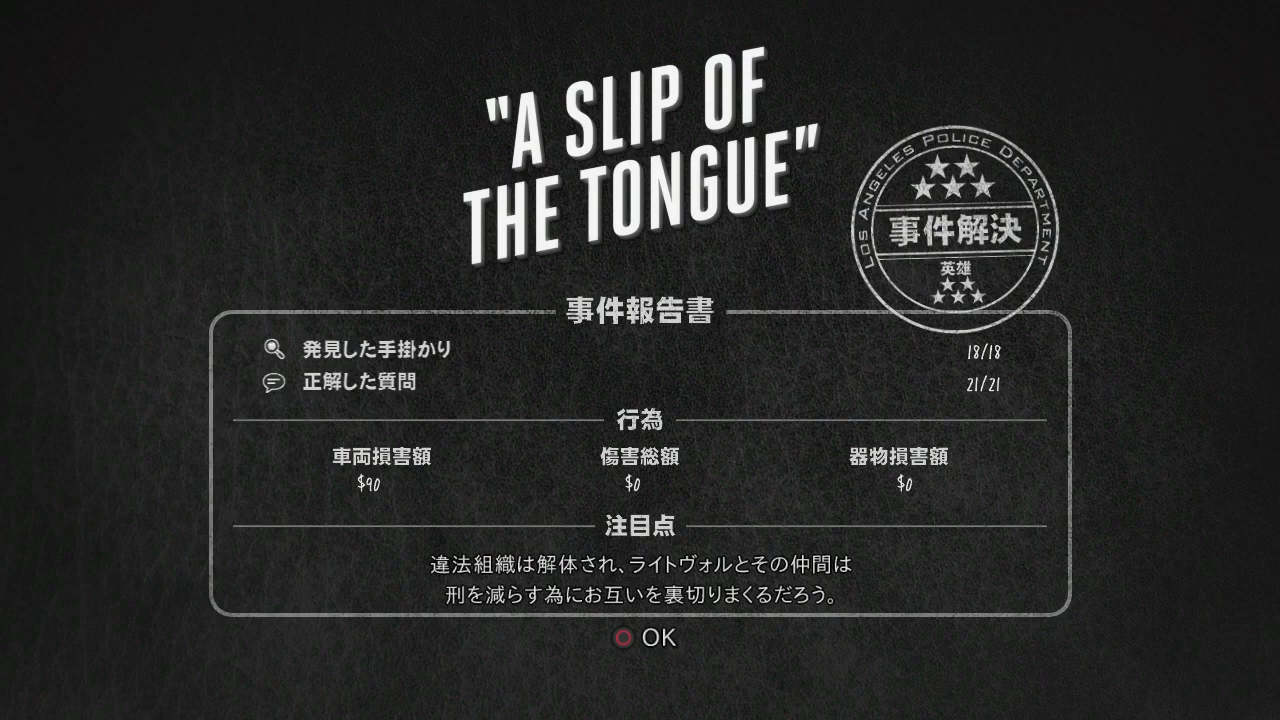 "A SLIP OF
THE TONGUE"
LOS ANGELES POLICE DEPARTMENT
事件解決
英雄
事件報告書
発見した手掛かり 18/18
正解した質問 21/21
行為
車両損害額 傷害総額 器物損害額
$90 $0 $0
注目点
違法組織は解体され、ライトヴォルとその仲間は
刑を減らす為にお互いを裏切りまくるだろう。
OK